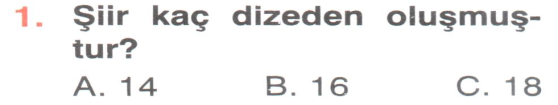 1. Şiir kaç dizeden oluşmuş-
tur?
A. 14 B. 16 C. 18